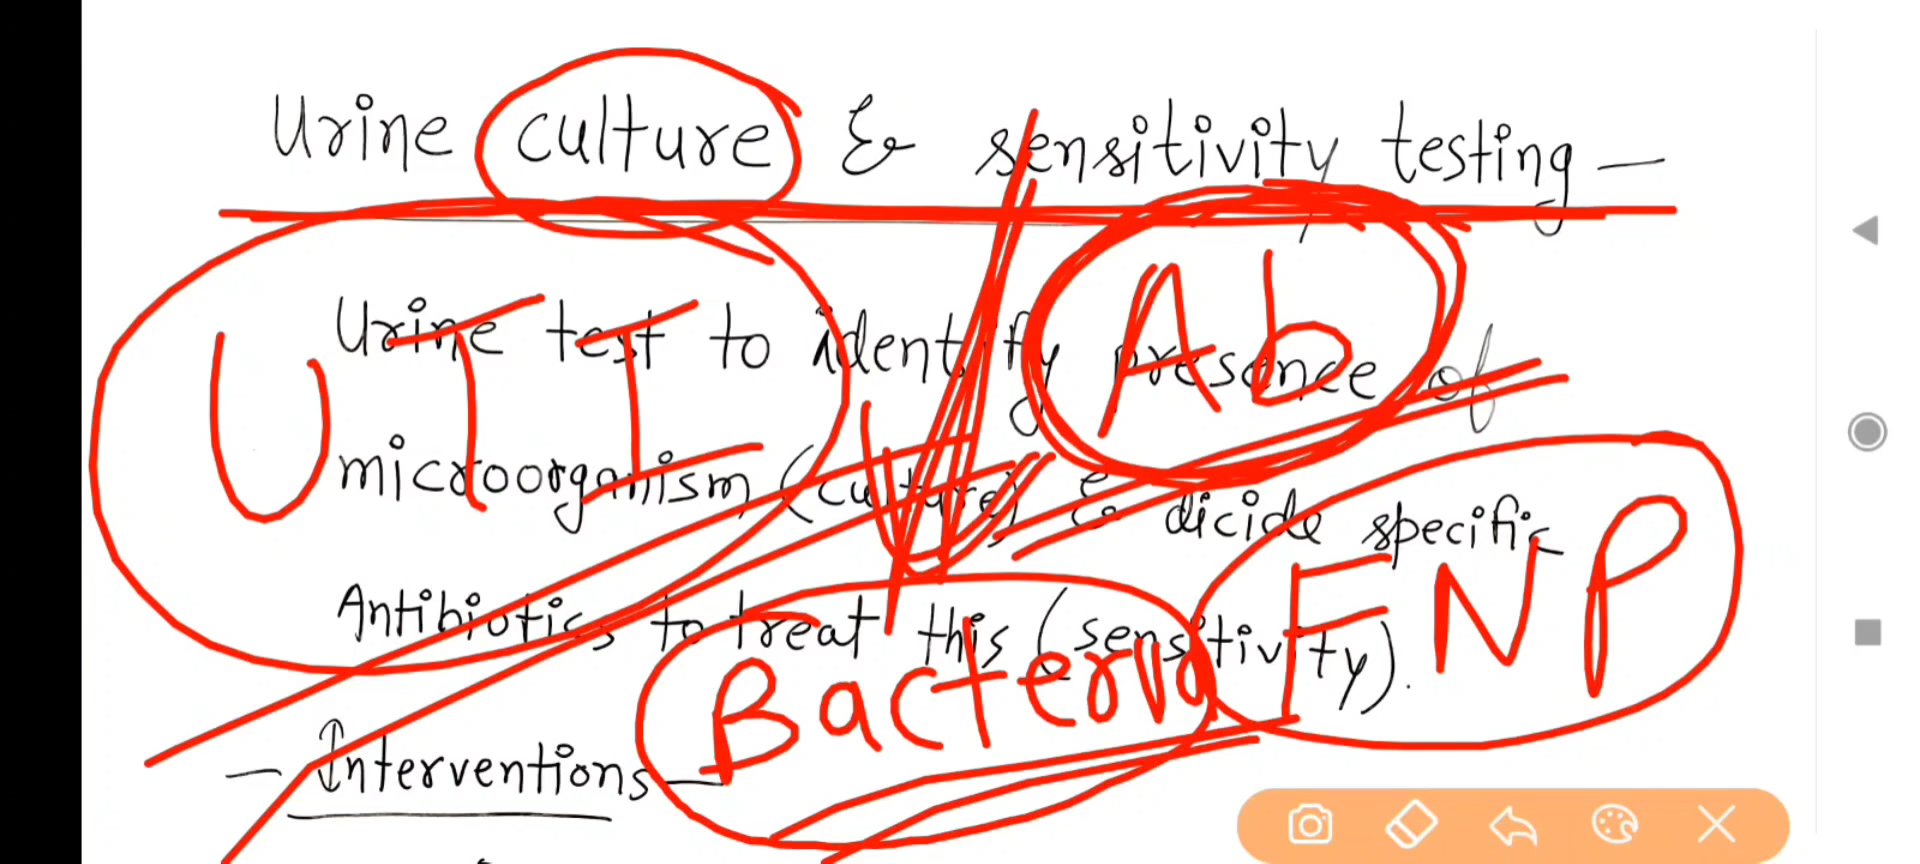 Urine culture & sensitivity testing —
Urine test to identify presence of
microorganism (culture) & dicide specific
Antibiotics to treat this (sensitivity).
— Interventions —
UTI
Ab
FNP
Bacteria